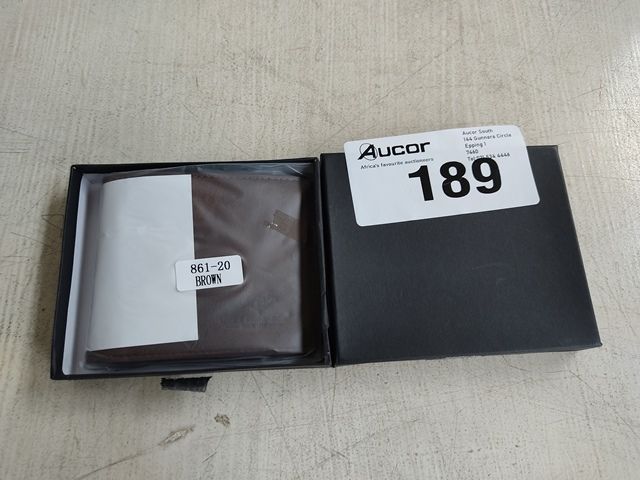 861-20
BROWN
Aucor
Africa's favourite auctioneers
Aucor South
144 Gunners Circle
Epping 1
7460
189